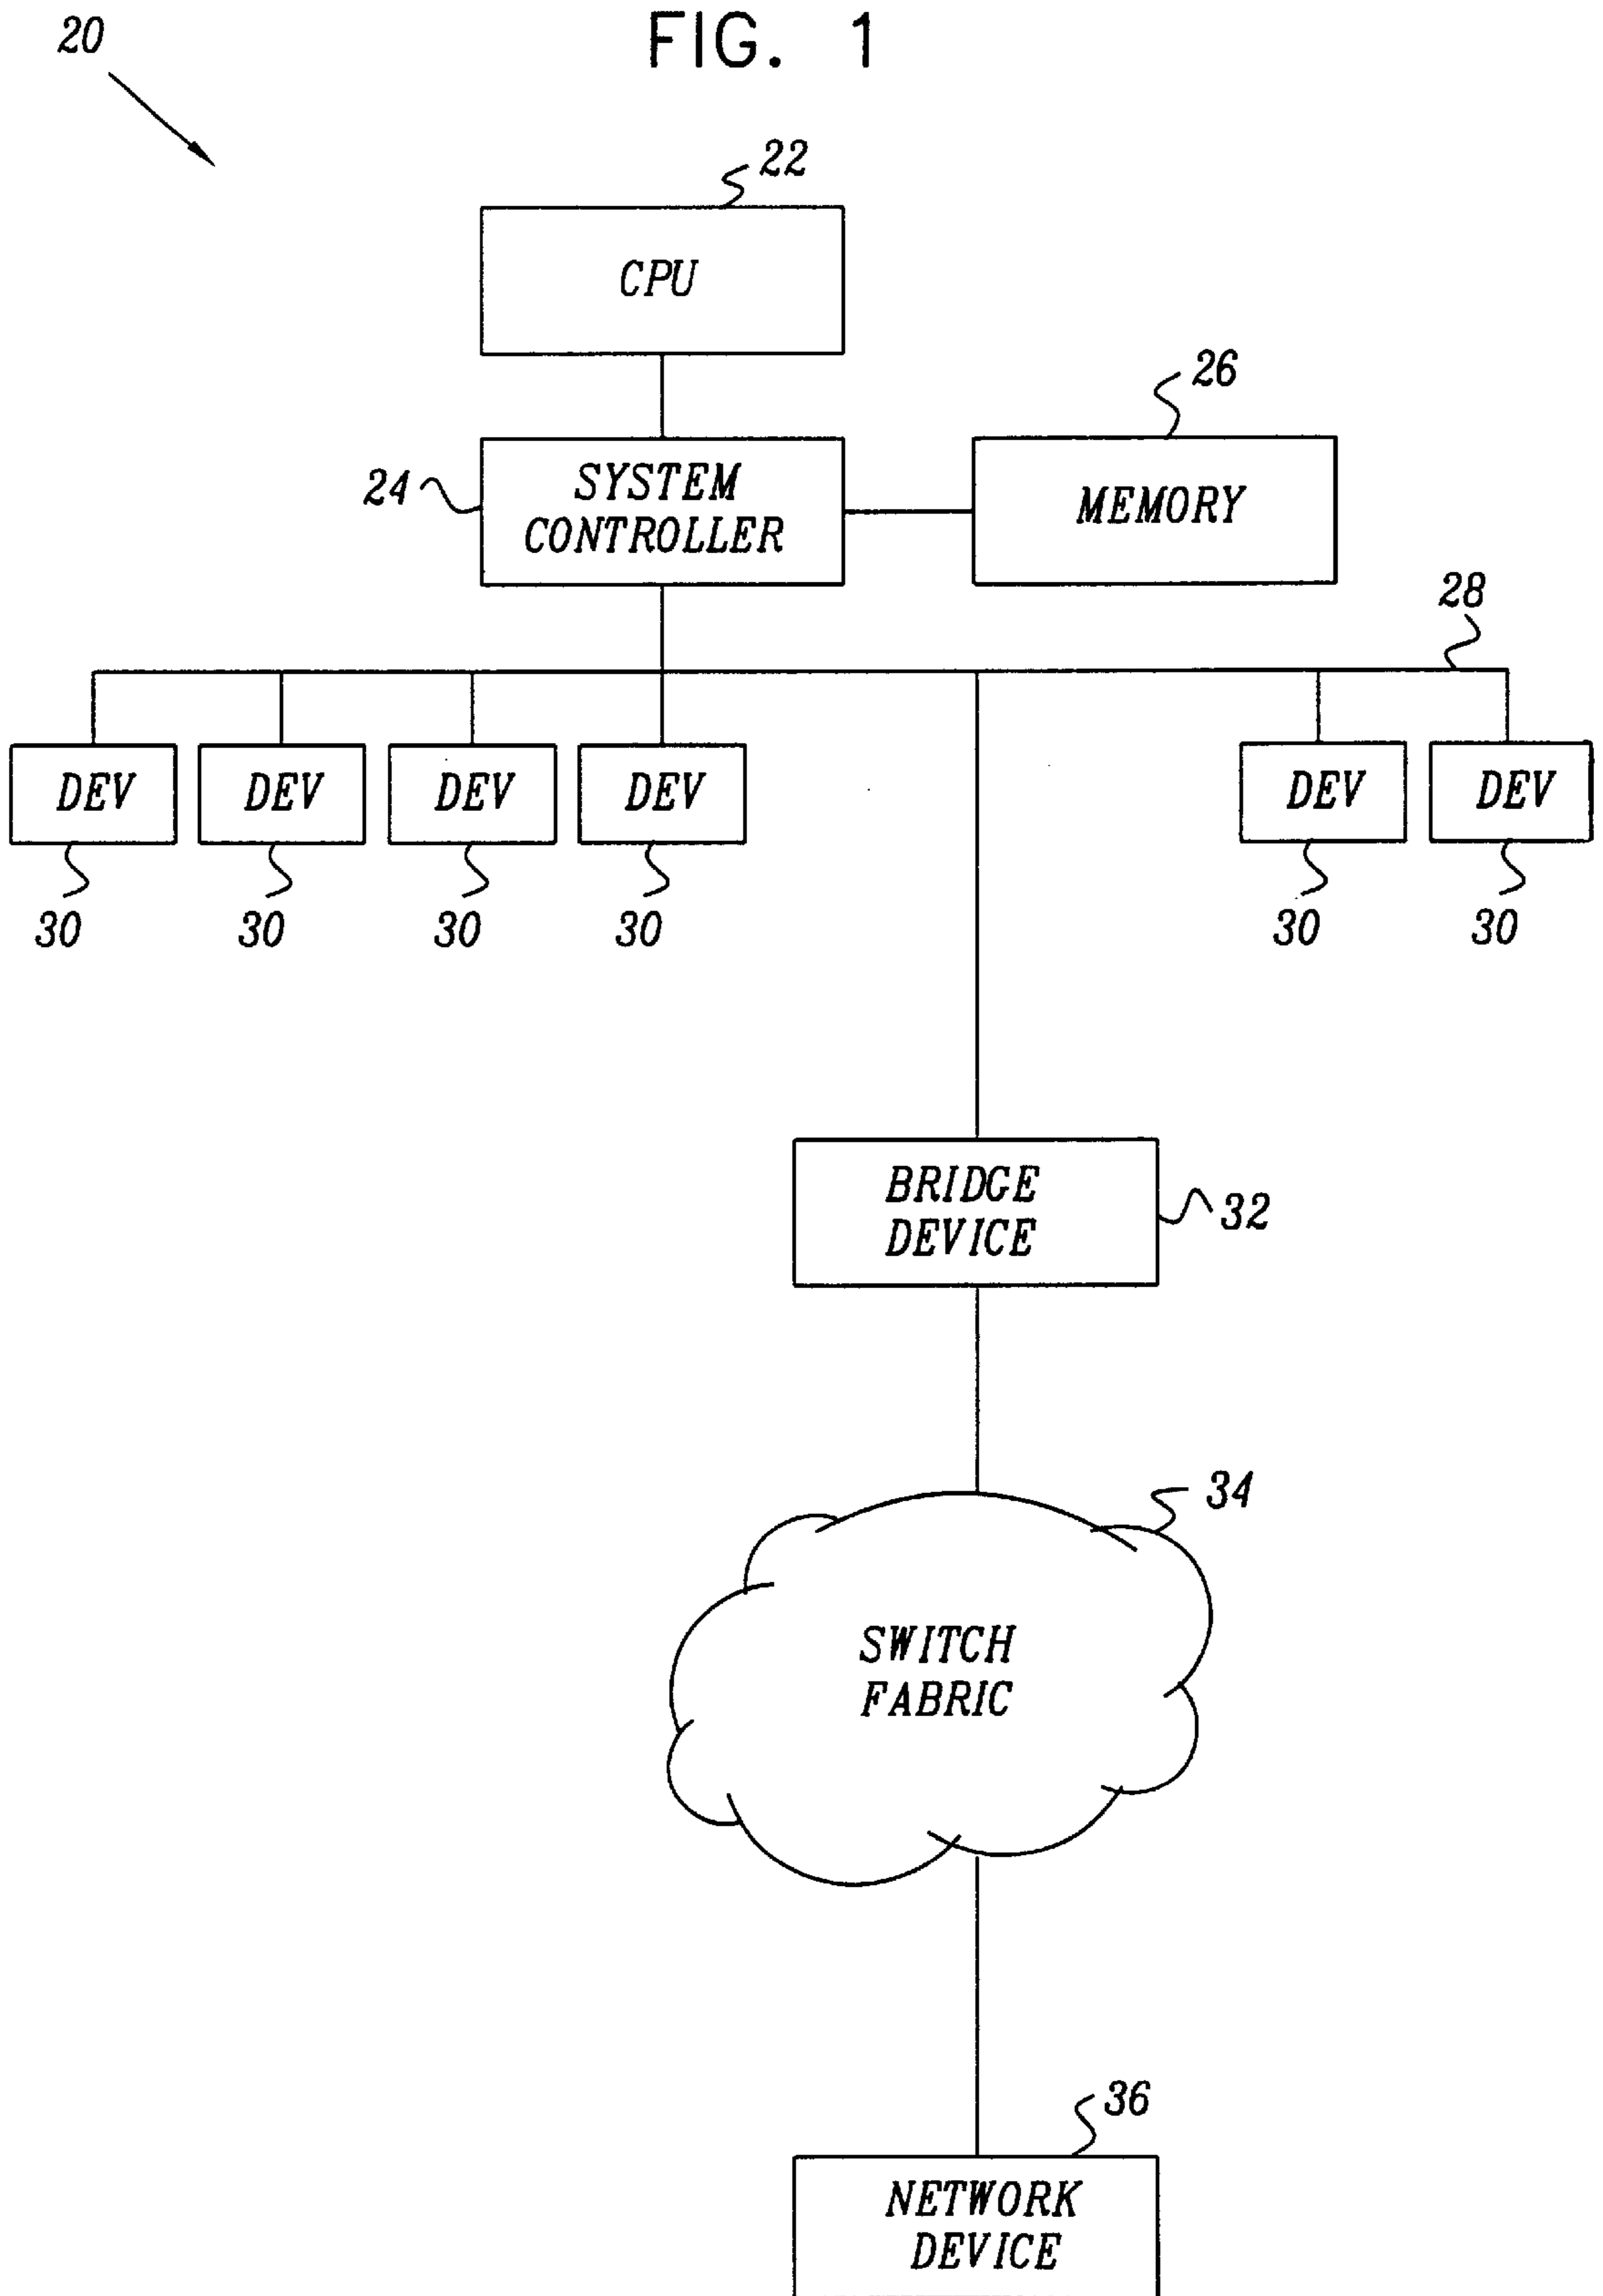 20
FIG. 1
22
CPU
26
24
SYSTEM
CONTROLLER
MEMORY
28
DEV
DEV
DEV
DEV
DEV
DEV
30
30
30
30
30
30
BRIDGE
DEVICE
32
34
SWITCH
FABRIC
36
NETWORK
DEVICE